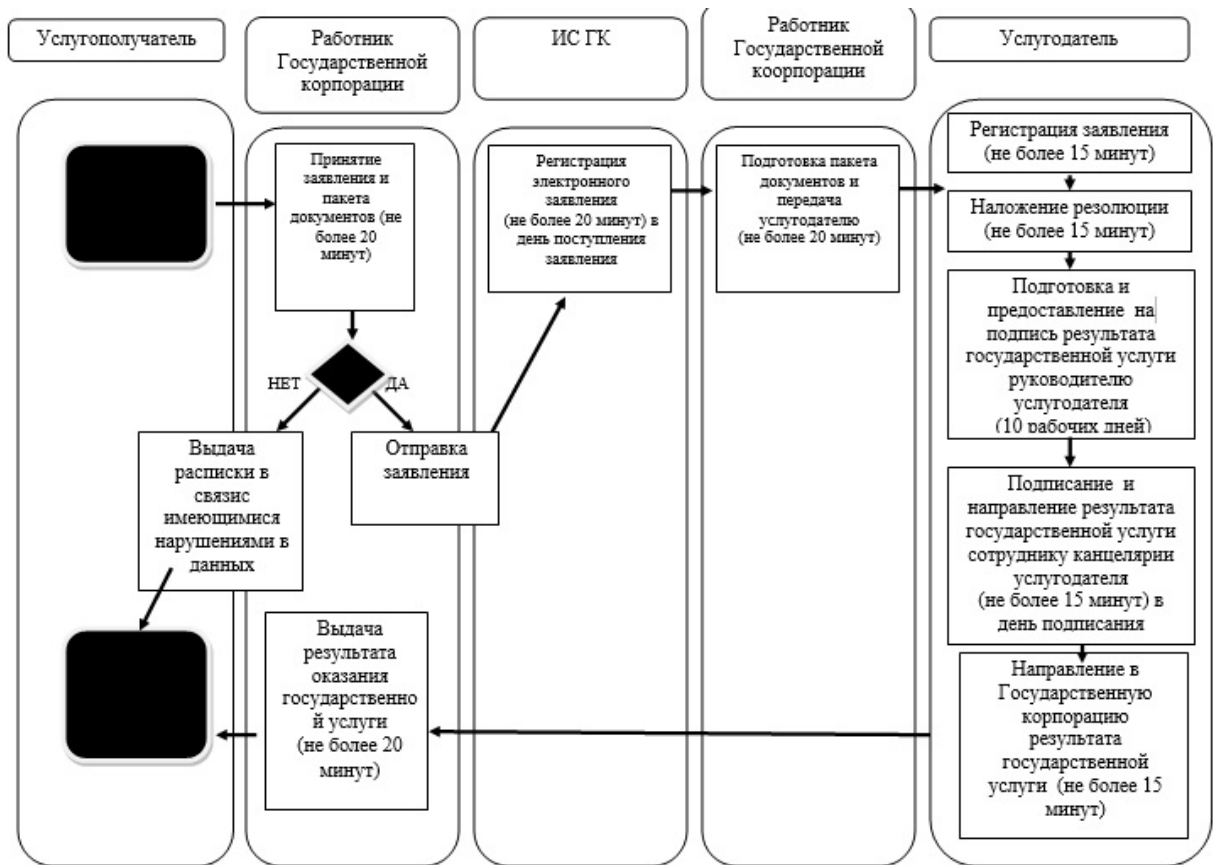 Услугополучатель
Работник
Государственной
корпорации
ИС ГК
Работник
Государственной
коорпорации
Услугодатель
Принятие
заявления и
пакета
документов (не
более 20
минут)
НЕТ
ДА
Выдача
расписки в
связис
имеющимися
нарушениями в
данных
Отправка
заявления
Регистрация
электронного
заявления
(не более 20 минут) в
день поступления
заявления
Подготовка пакета
документов и
передача
услугодателю
(не более 20 минут)
Регистрация заявления
(не более 15 минут)
Наложение резолюции
(не более 15 минут)
Подготовка и
предоставление на
подпись результата
государственной услуги
руководителю
услугодателя
(10 рабочих дней)
Подписание и
направление результата
государственной услуги
сотруднику канцелярии
услугодателя
(не более 15 минут) в
день подписания
Направление в
Государственную
корпорацию
результата
государственной
услуги (не более 15
минут)
Выдача
результата
оказания
государственно
й услуги
(не более 20
минут)